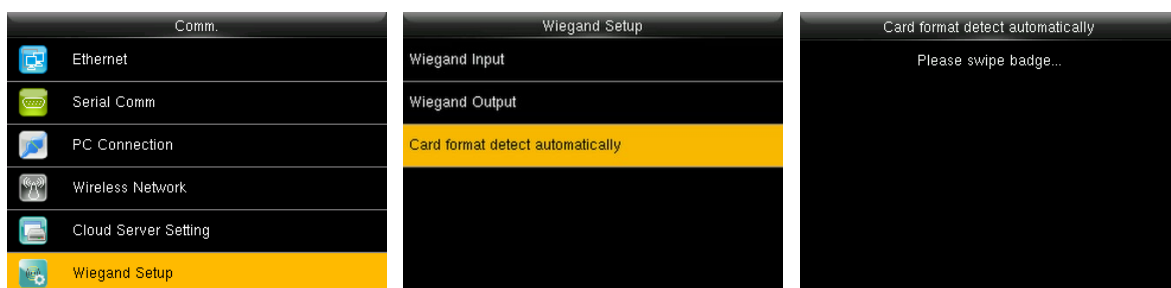 Comm.
Ethernet
Serial Comm
PC Connection
Wireless Network
Cloud Server Setting
Wiegand Setup
Wiegand Setup
Wiegand Input
Wiegand Output
Card format detect automatically
Card format detect automatically
Please swipe badge...